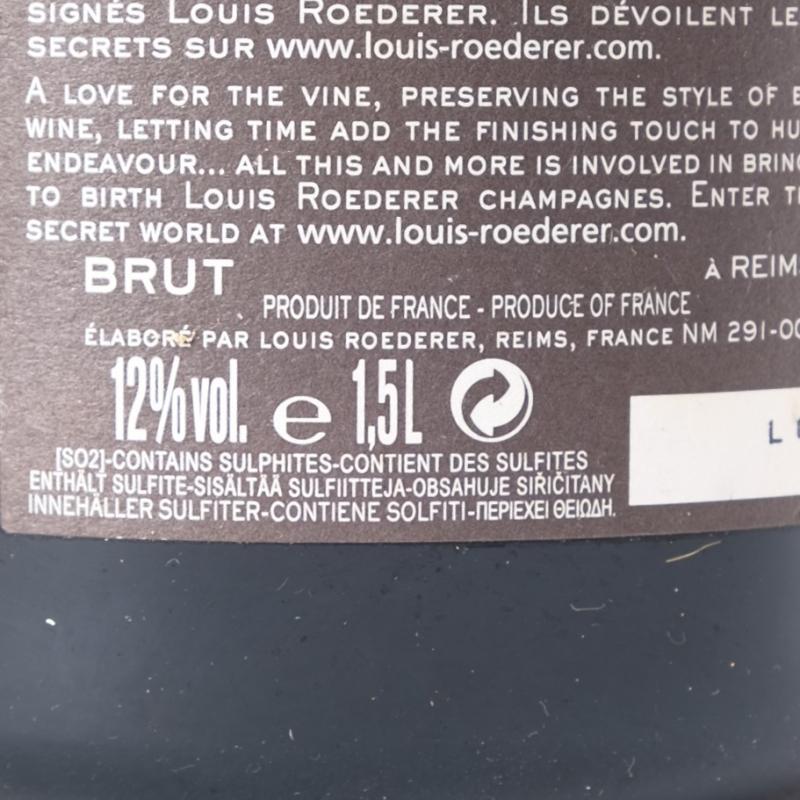 SIGNÉS LOUIS ROEDERER. ILS DÉVOILENT LE
SECRETS SUR www.louis-roederer.com.
A LOVE FOR THE VINE, PRESERVING THE STYLE OF
WINE, LETTING TIME ADD THE FINISHING TOUCH TO HU
ENDEAVOUR... ALL THIS AND MORE IS INVOLVED IN BRING
TO BIRTH LOUIS ROEDERER CHAMPAGNES. ENTER T
SECRET WORLD AT www.louis-roederer.com.
BRUT
À REIMS
PRODUIT DE FRANCE - PRODUCE OF FRANCE
ÉLABORÉ PAR LOUIS ROEDERER, REIMS, FRANCE NM 291-00
12%vol. e 1,5L
L
[SO2]-CONTAINS SULPHITES-CONTIENT DES SULFITES
ENTHÄLT SULFITE-SISÄLTÄÄ SULFIITTEJA-OBSAHUJE SIŘIČITANY
INNEHÅLLER SULFITER-CONTIENE SOLFITI-ΠΕΡΙΕΧΕΙ ΘΕΙΩΔΗ.